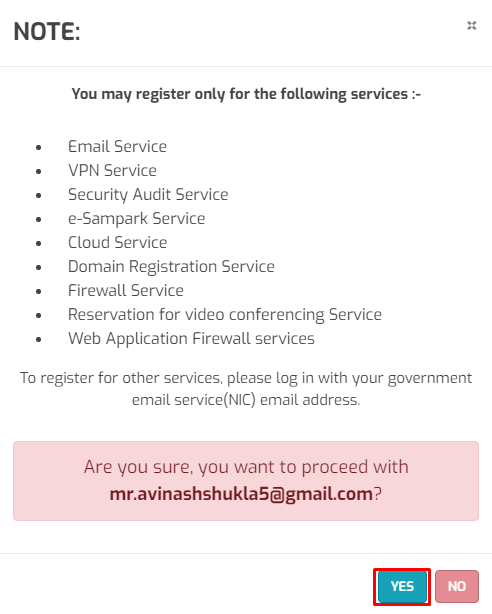 NOTE:
You may register only for the following services :-
Email Service
VPN Service
Security Audit Service
e-Sampark Service
Cloud Service
Domain Registration Service
Firewall Service
Reservation for video conferencing Service
Web Application Firewall services
To register for other services, please log in with your government
email service(NIC) email address.
Are you sure, you want to proceed with
mr.avinashshukla5@gmail.com?
YES NO